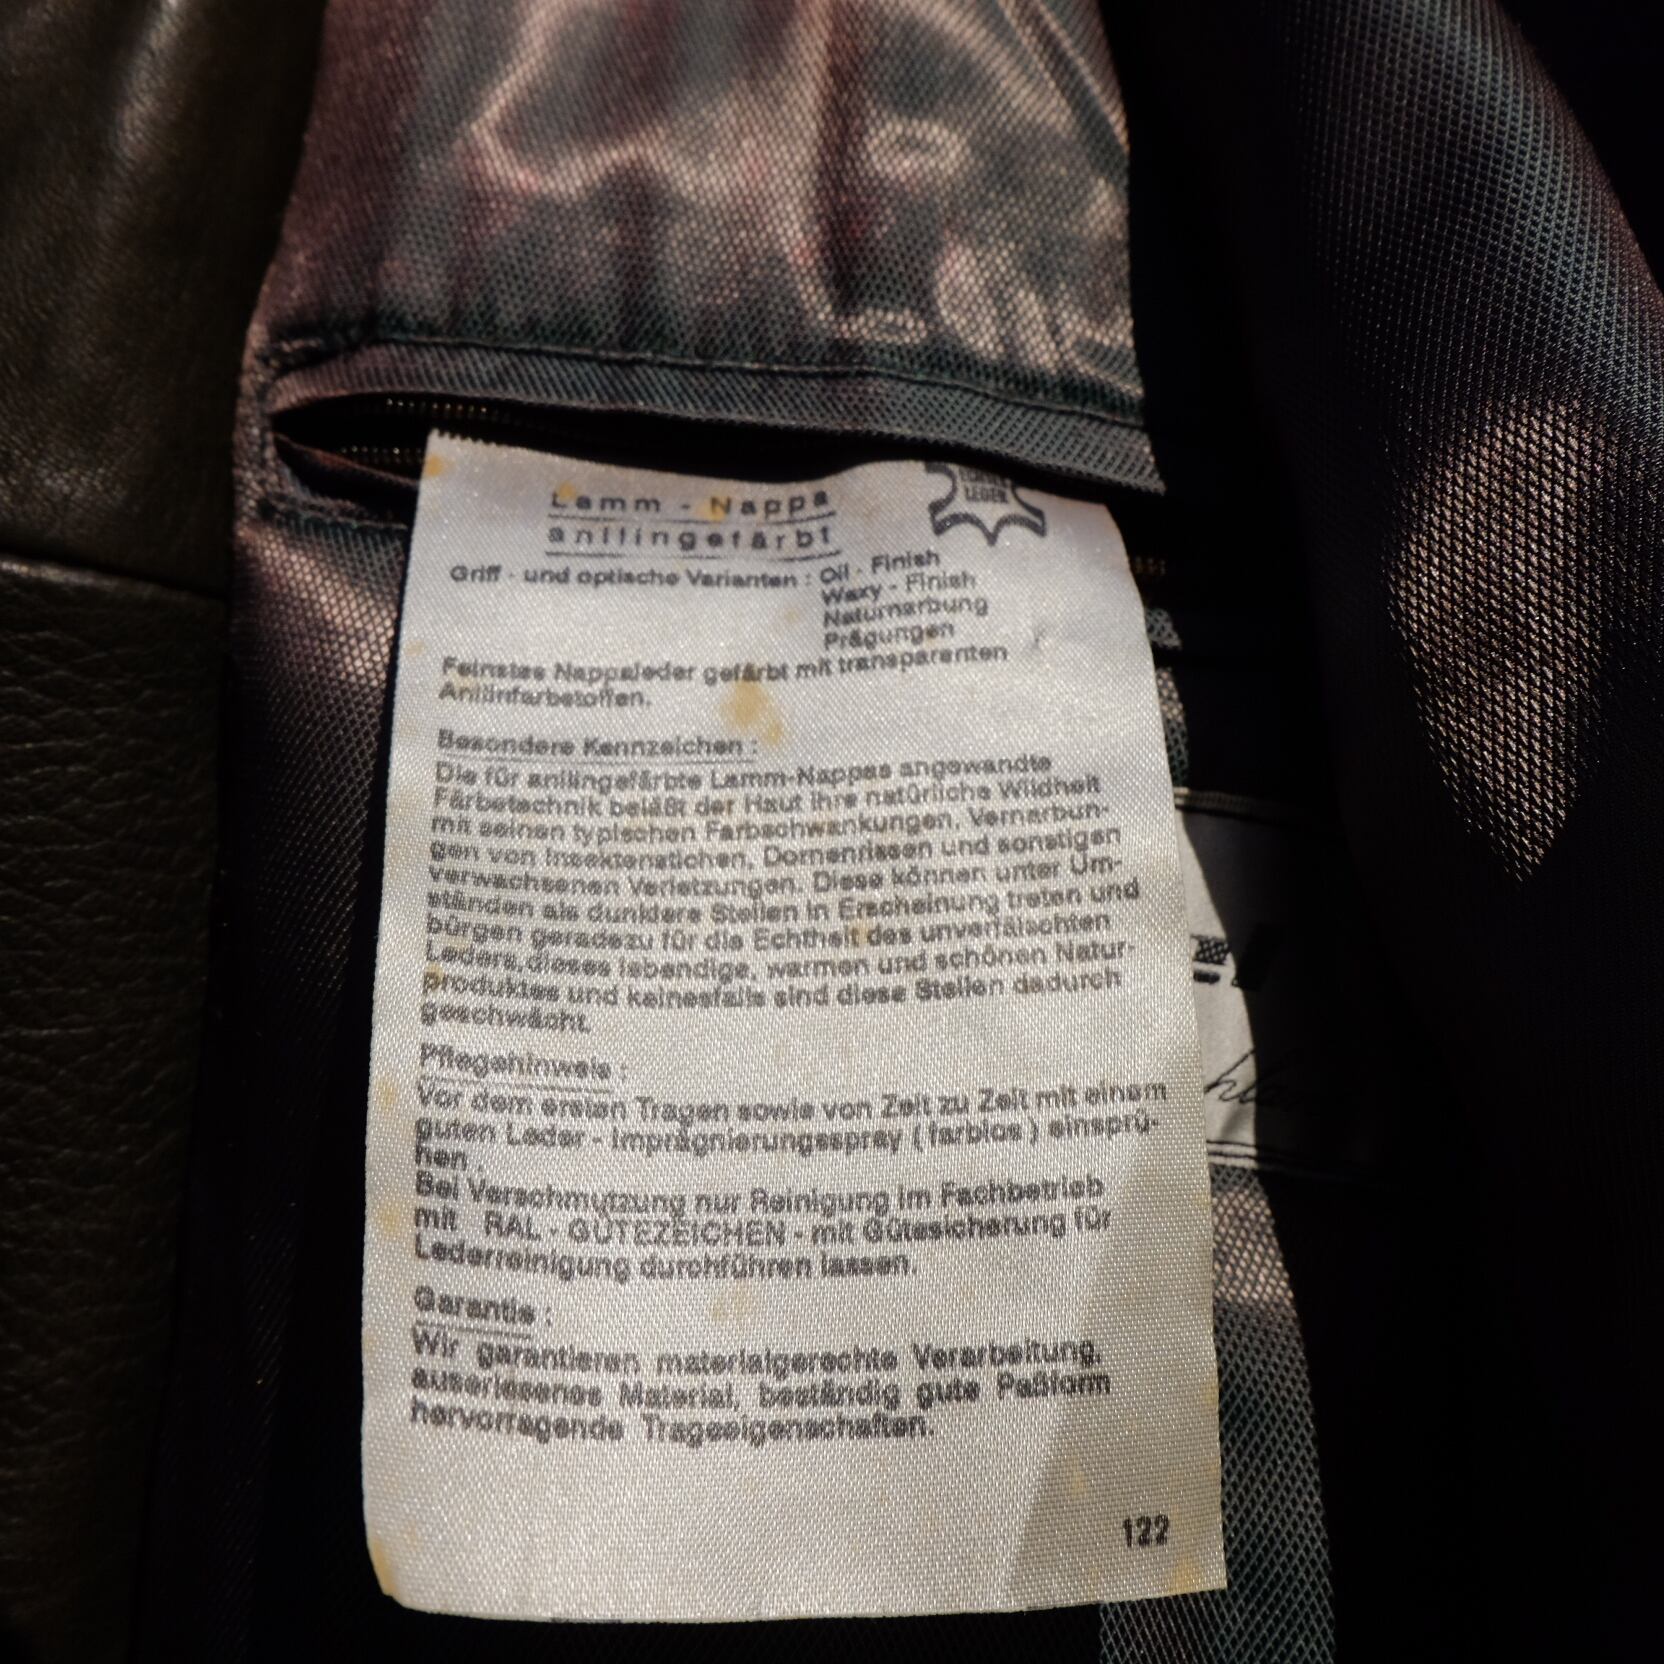 LEDER
Lamm - Nappa
anilingefärbt
Griff - und optische Varianten : Oil - Finish
Waxy - Finish
Naturnarbung
Prägungen
Feinstes Nappaleder gefärbt mit transparenten
Anilinfarbstoffen.
Besondere Kennzeichen :
Die für anilingefärbte Lamm-Nappas angewandte
Färbetechnik beläßt der Haut ihre natürliche Wildheit
mit seinen typischen Farbschwankungen, Vernarbun-
gen von Insektenstichen, Dornenrissen und sonstigen
verwachsenen Verletzungen. Diese können unter Um-
ständen als dunklere Stellen in Erscheinung treten und
bürgen geradezu für die Echtheit des unverfälschten
Leders,dieses lebendige, warmen und schönen Natur-
produktes und keinesfalls sind diese Stellen dadurch
geschwächt.
Pflegehinweis :
Vor dem ersten Tragen sowie von Zeit zu Zeit mit einem
guten Leder - Imprägnierungsspray ( farblos ) einsprü-
hen .
Bei Verschmutzung nur Reinigung im Fachbetrieb
mit RAL - GÜTEZEICHEN - mit Gütesicherung für
Lederreinigung durchführen lassen.
Garantie :
Wir garantieren materialgerechte Verarbeitung,
auserlesenes Material, beständig gute Paßform
hervorragende Trageeigenschaften.
122